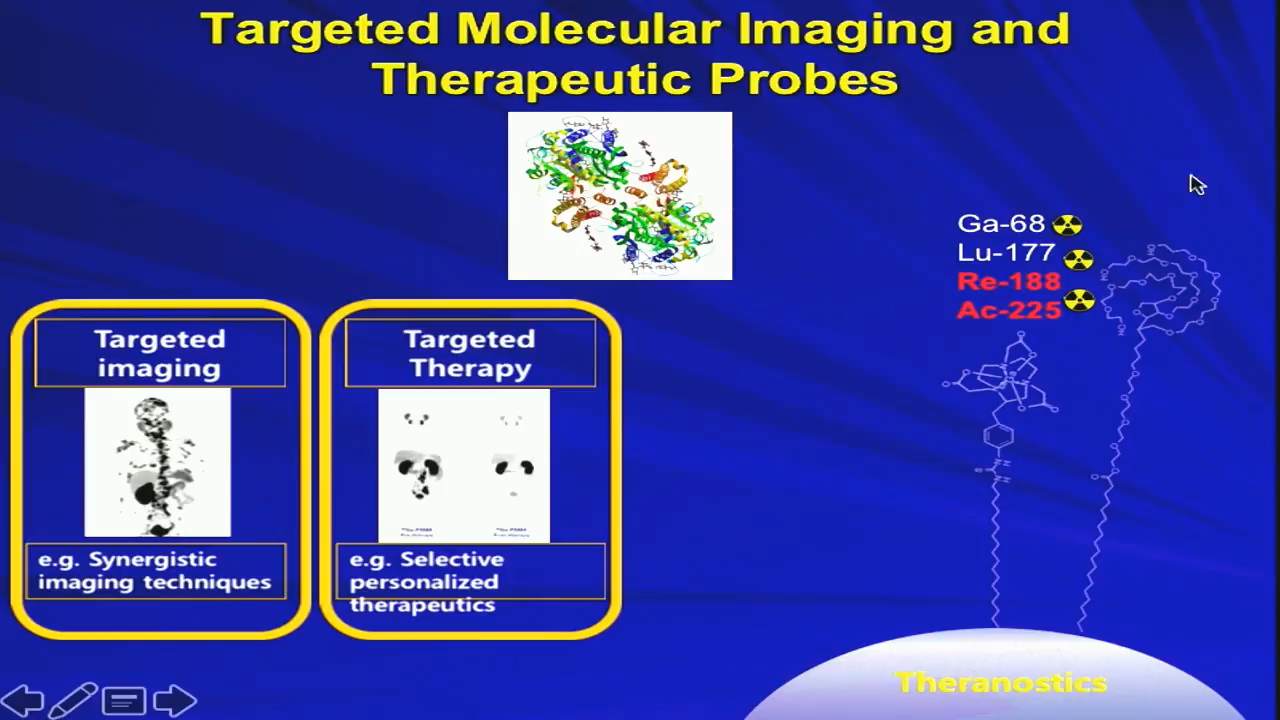 Targeted Molecular Imaging and
Therapeutic Probes
Ga-68
Lu-177
Re-188
Ac-225
Targeted
imaging
e.g. Synergistic
imaging techniques
Targeted
Therapy
e.g. Selective
personalized
therapeutics
Theranostics